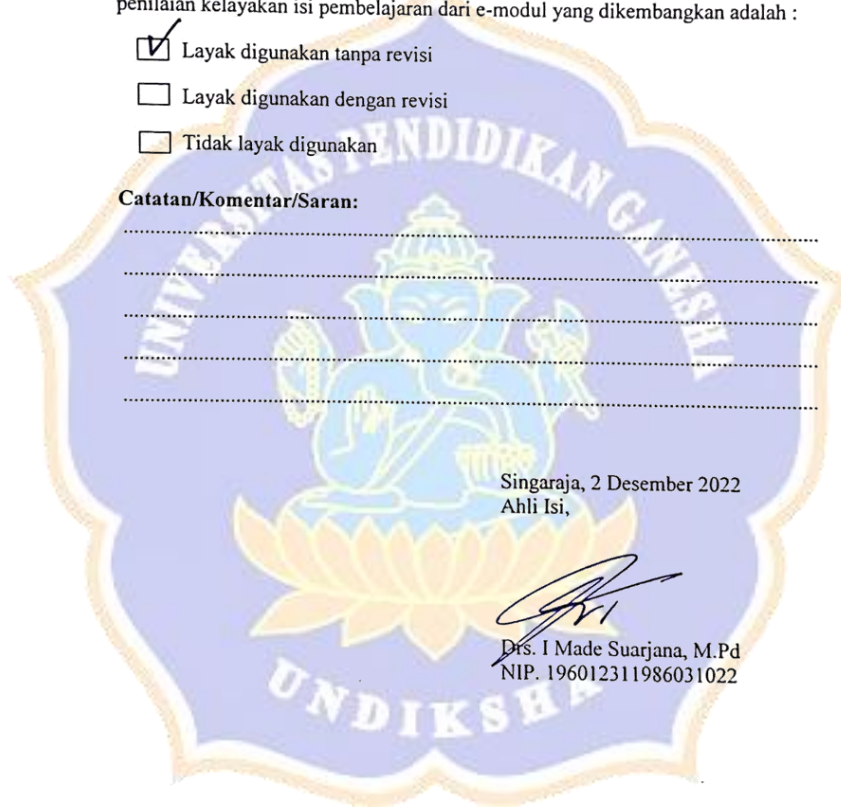 penilaian kelayakan isi pembelajaran dari e-modul yang dikembangkan adalah :
Layak digunakan tanpa revisi
Layak digunakan dengan revisi
Tidak layak digunakan
UNIVERSITAS PENDIDIKAN GANESHA
Catatan/Komentar/Saran:
Singaraja, 2 Desember 2022
Ahli Isi,
Drs. I Made Suarjana, M.Pd
NIP. 196012311986031022
UNDIKSHA